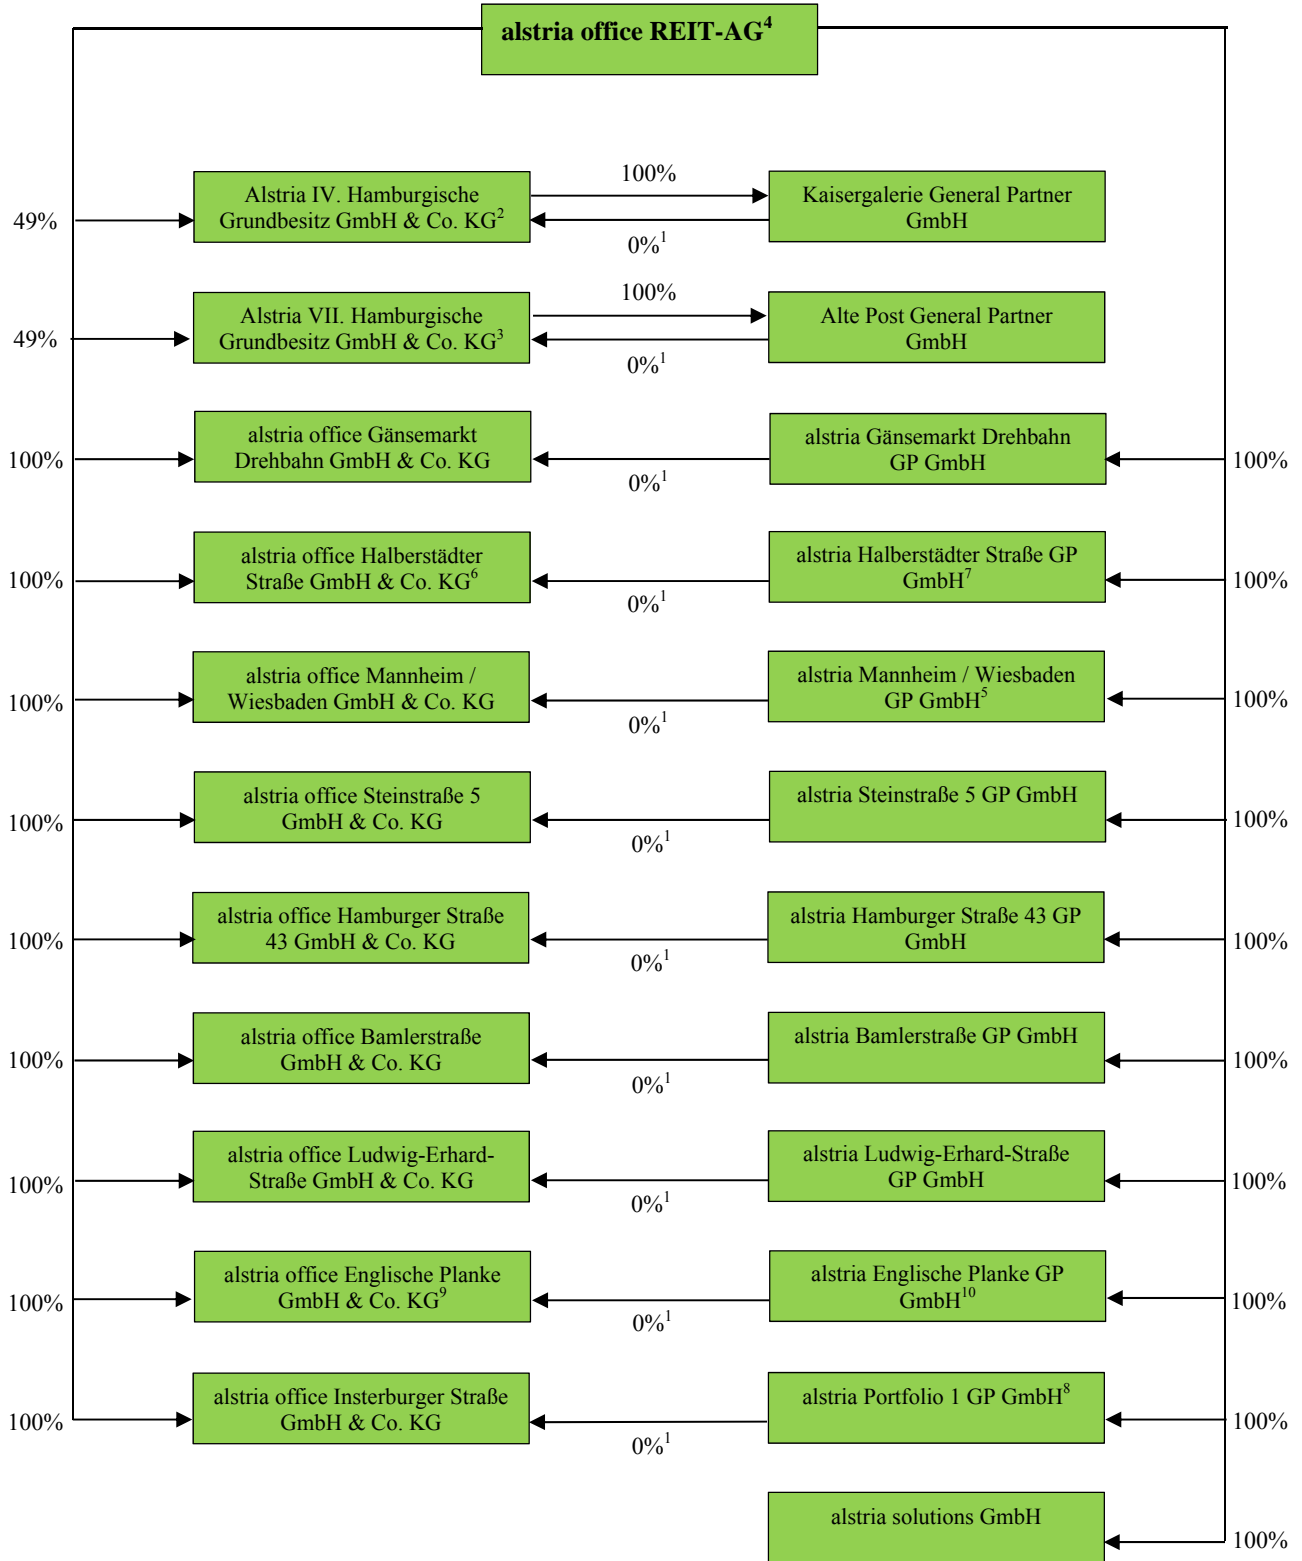 alstria office REIT-AG⁴
Alstria IV. Hamburgische
Grundbesitz GmbH & Co. KG²
100%
Kaisergalerie General Partner
GmbH
49%
0%¹
Alstria VII. Hamburgische
Grundbesitz GmbH & Co. KG³
100%
Alte Post General Partner
GmbH
49%
0%¹
alstria office Gänsemarkt
Drehbahn GmbH & Co. KG
alstria Gänsemarkt Drehbahn
GP GmbH
100%
0%¹
100%
alstria office Halberstädter
Straße GmbH & Co. KG⁶
alstria Halberstädter Straße GP
GmbH⁷
100%
0%¹
100%
alstria office Mannheim /
Wiesbaden GmbH & Co. KG
alstria Mannheim / Wiesbaden
GP GmbH⁵
100%
0%¹
100%
alstria office Steinstraße 5
GmbH & Co. KG
alstria Steinstraße 5 GP GmbH
100%
0%¹
100%
alstria office Hamburger Straße
43 GmbH & Co. KG
alstria Hamburger Straße 43 GP
GmbH
100%
0%¹
100%
alstria office Bamlerstraße
GmbH & Co. KG
alstria Bamlerstraße GP GmbH
100%
0%¹
100%
alstria office Ludwig-Erhard-
Straße GmbH & Co. KG
alstria Ludwig-Erhard-Straße
GP GmbH
100%
0%¹
100%
alstria office Englische Planke
GmbH & Co. KG⁹
alstria Englische Planke GP
GmbH¹⁰
100%
0%¹
100%
alstria office Insterburger Straße
GmbH & Co. KG
alstria Portfolio 1 GP GmbH⁸
100%
0%¹
100%
alstria solutions GmbH
100%